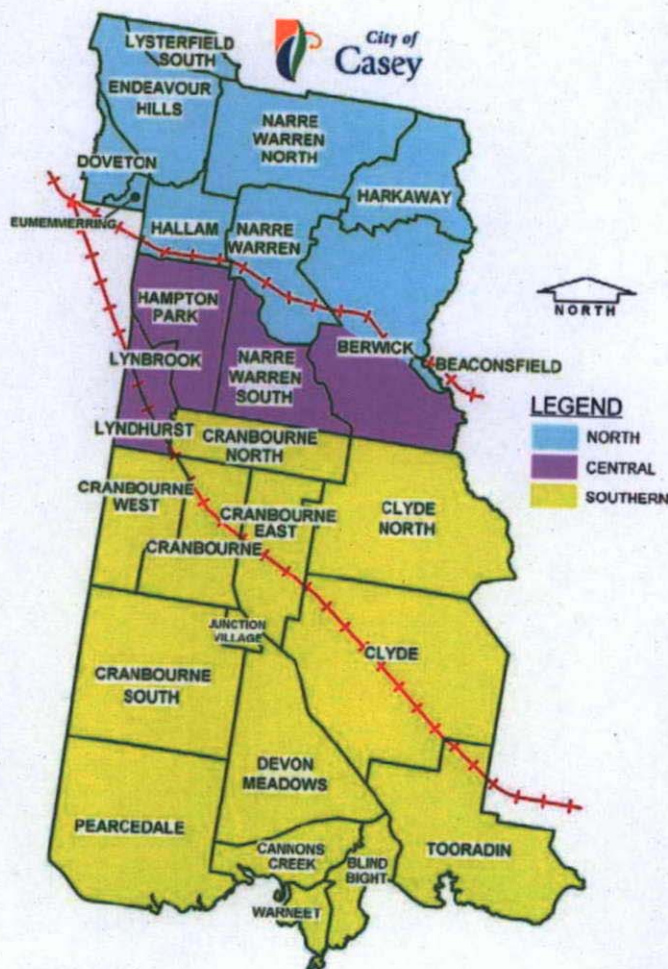 City of
Casey
LYSTERFIELD
SOUTH
ENDEAVOUR
HILLS
NARRE
WARREN
NORTH
DOVETON
HARKAWAY
EUMEMMERRING
HALLAM
NARRE
WARREN
HAMPTON
PARK
NORTH
BERWICK
BEACONSFIELD
LYNBROOK
NARRE
WARREN
SOUTH
LEGEND
NORTH
CENTRAL
SOUTHERN
LYNDHURST
CRANBOURNE
NORTH
CRANBOURNE
WEST
CRANBOURNE
EAST
CLYDE
NORTH
CRANBOURNE
JUNCTION
VILLAGE
CLYDE
CRANBOURNE
SOUTH
DEVON
MEADOWS
PEARCEDALE
CANNONS
CREEK
BLIND
BIGHT
TOORADIN
WARNEET